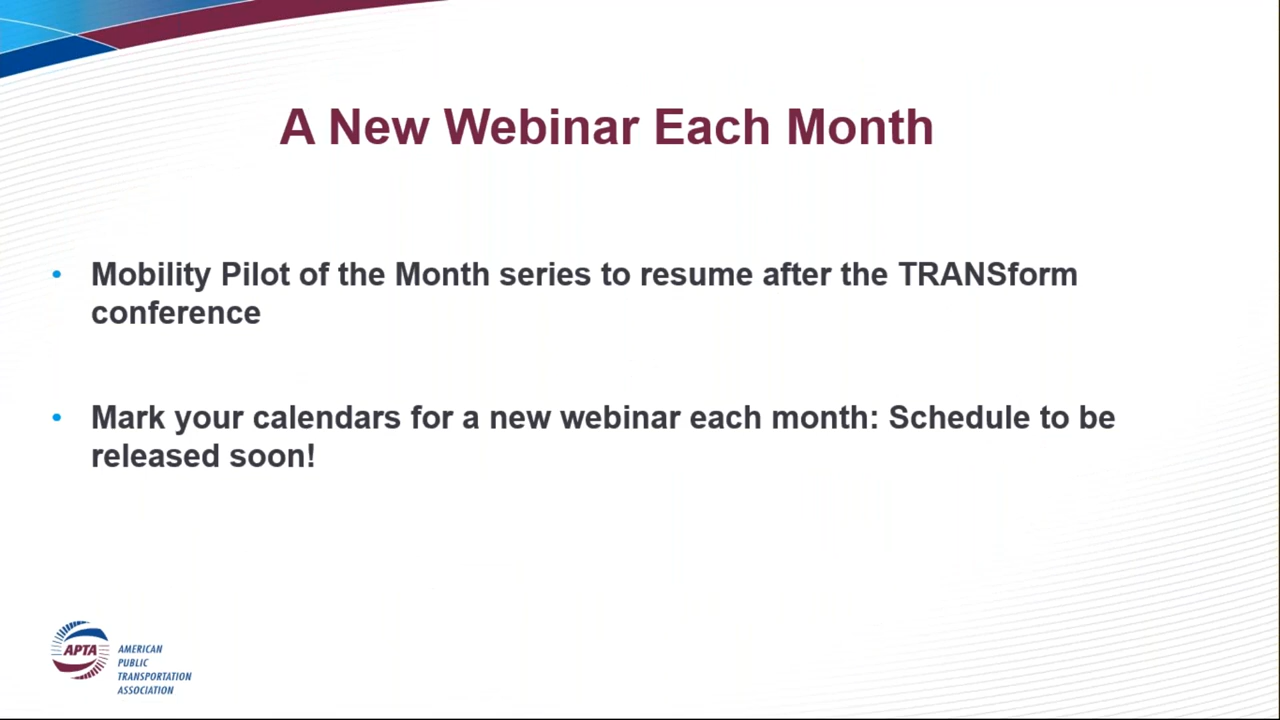 A New Webinar Each Month
• Mobility Pilot of the Month series to resume after the TRANSform
conference
• Mark your calendars for a new webinar each month: Schedule to be
released soon!
APTA
AMERICAN
PUBLIC
TRANSPORTATION
ASSOCIATION